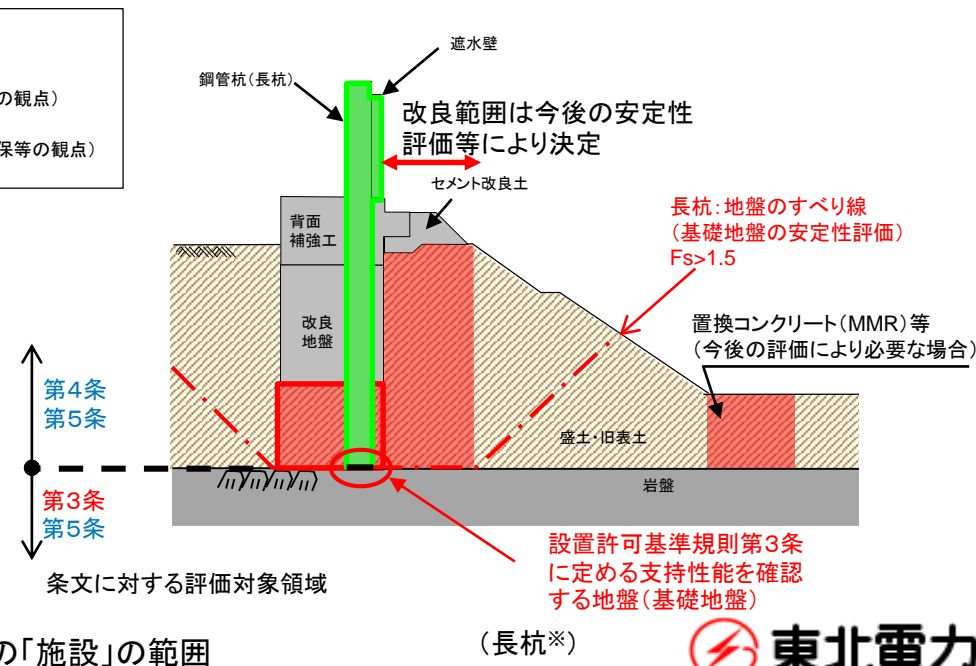 の観点)
保等の観点)
遮水壁
鋼管杭(長杭)
改良範囲は今後の安定性
評価等により決定
セメント改良土
背面
補強工
長杭:地盤のすべり線
(基礎地盤の安定性評価)
Fs>1.5
改良
地盤
置換コンクリート(MMR)等
(今後の評価により必要な場合)
第4条
第5条
盛土・旧表土
岩盤
第3条
第5条
設置許可基準規則第3条
に定める支持性能を確認
する地盤(基礎地盤)
条文に対する評価対象領域
の「施設」の範囲
(長杭※)
東北電力